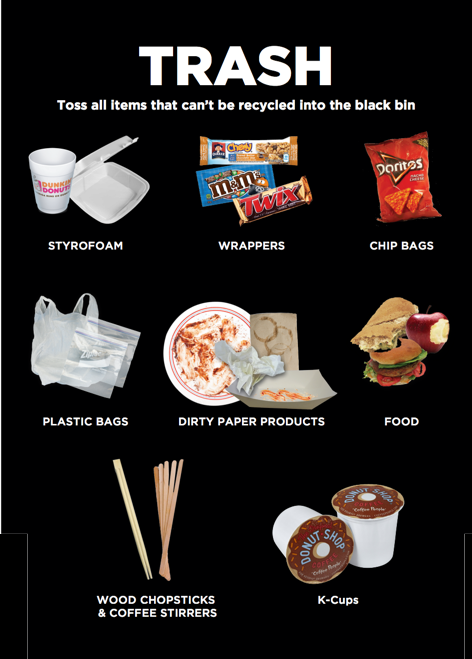 TRASH
Toss all items that can't be recycled into the black bin
DUNKIN'
DONUTS
QUAKER
Chewy
m&m's
TWIX
Doritos
NACHO
CHEESE
STYROFOAM
WRAPPERS
CHIP BAGS
PLASTIC BAGS
DIRTY PAPER PRODUCTS
FOOD
DONUT SHOP
Coffee People
DONUT SHOP
Coffee People
WOOD CHOPSTICKS
& COFFEE STIRRERS
K-Cups